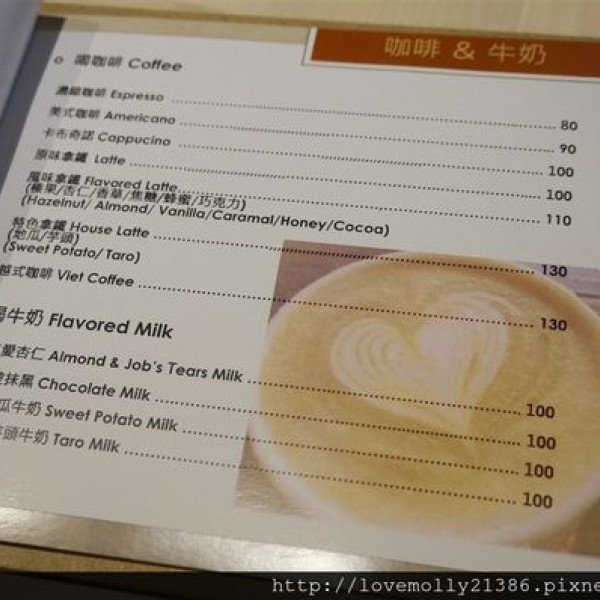 咖啡 & 牛奶
喝咖啡 Coffee
濃縮咖啡 Espresso 80
美式咖啡 Americano 90
卡布奇諾 Cappucino 100
原味拿鐵 Latte 100
風味拿鐵 Flavored Latte 110
(榛果/杏仁/香草/焦糖/蜂蜜/巧克力)
(Hazelnut/ Almond/ Vanilla/Caramal/Honey/Cocoa)
特色拿鐵 House Latte 130
(地瓜/芋頭)
(Sweet Potato/ Taro)
越式咖啡 Viet Coffee 130
喝牛奶 Flavored Milk
愛杏仁 Almond & Job's Tears Milk 100
抹黑 Chocolate Milk 100
瓜牛奶 Sweet Potato Milk 100
芋頭牛奶 Taro Milk 100
http://lovemolly21386.pixne